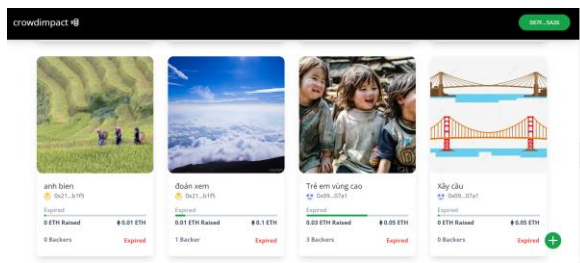 crowdimpact
0X7F...5A26
anh bien
0x21...b1f5
Expired
0 ETH Raised
0.01 ETH
0 Backers
Expired
đoán xem
0x21...b1f5
Expired
0.01 ETH Raised
0.1 ETH
1 Backer
Expired
Trẻ em vùng cao
0x09...07a1
Expired
0.03 ETH Raised
0.05 ETH
3 Backers
Expired
Xây cầu
0x09...07a1
Expired
0 ETH Raised
0.05 ETH
0 Backers
Expired